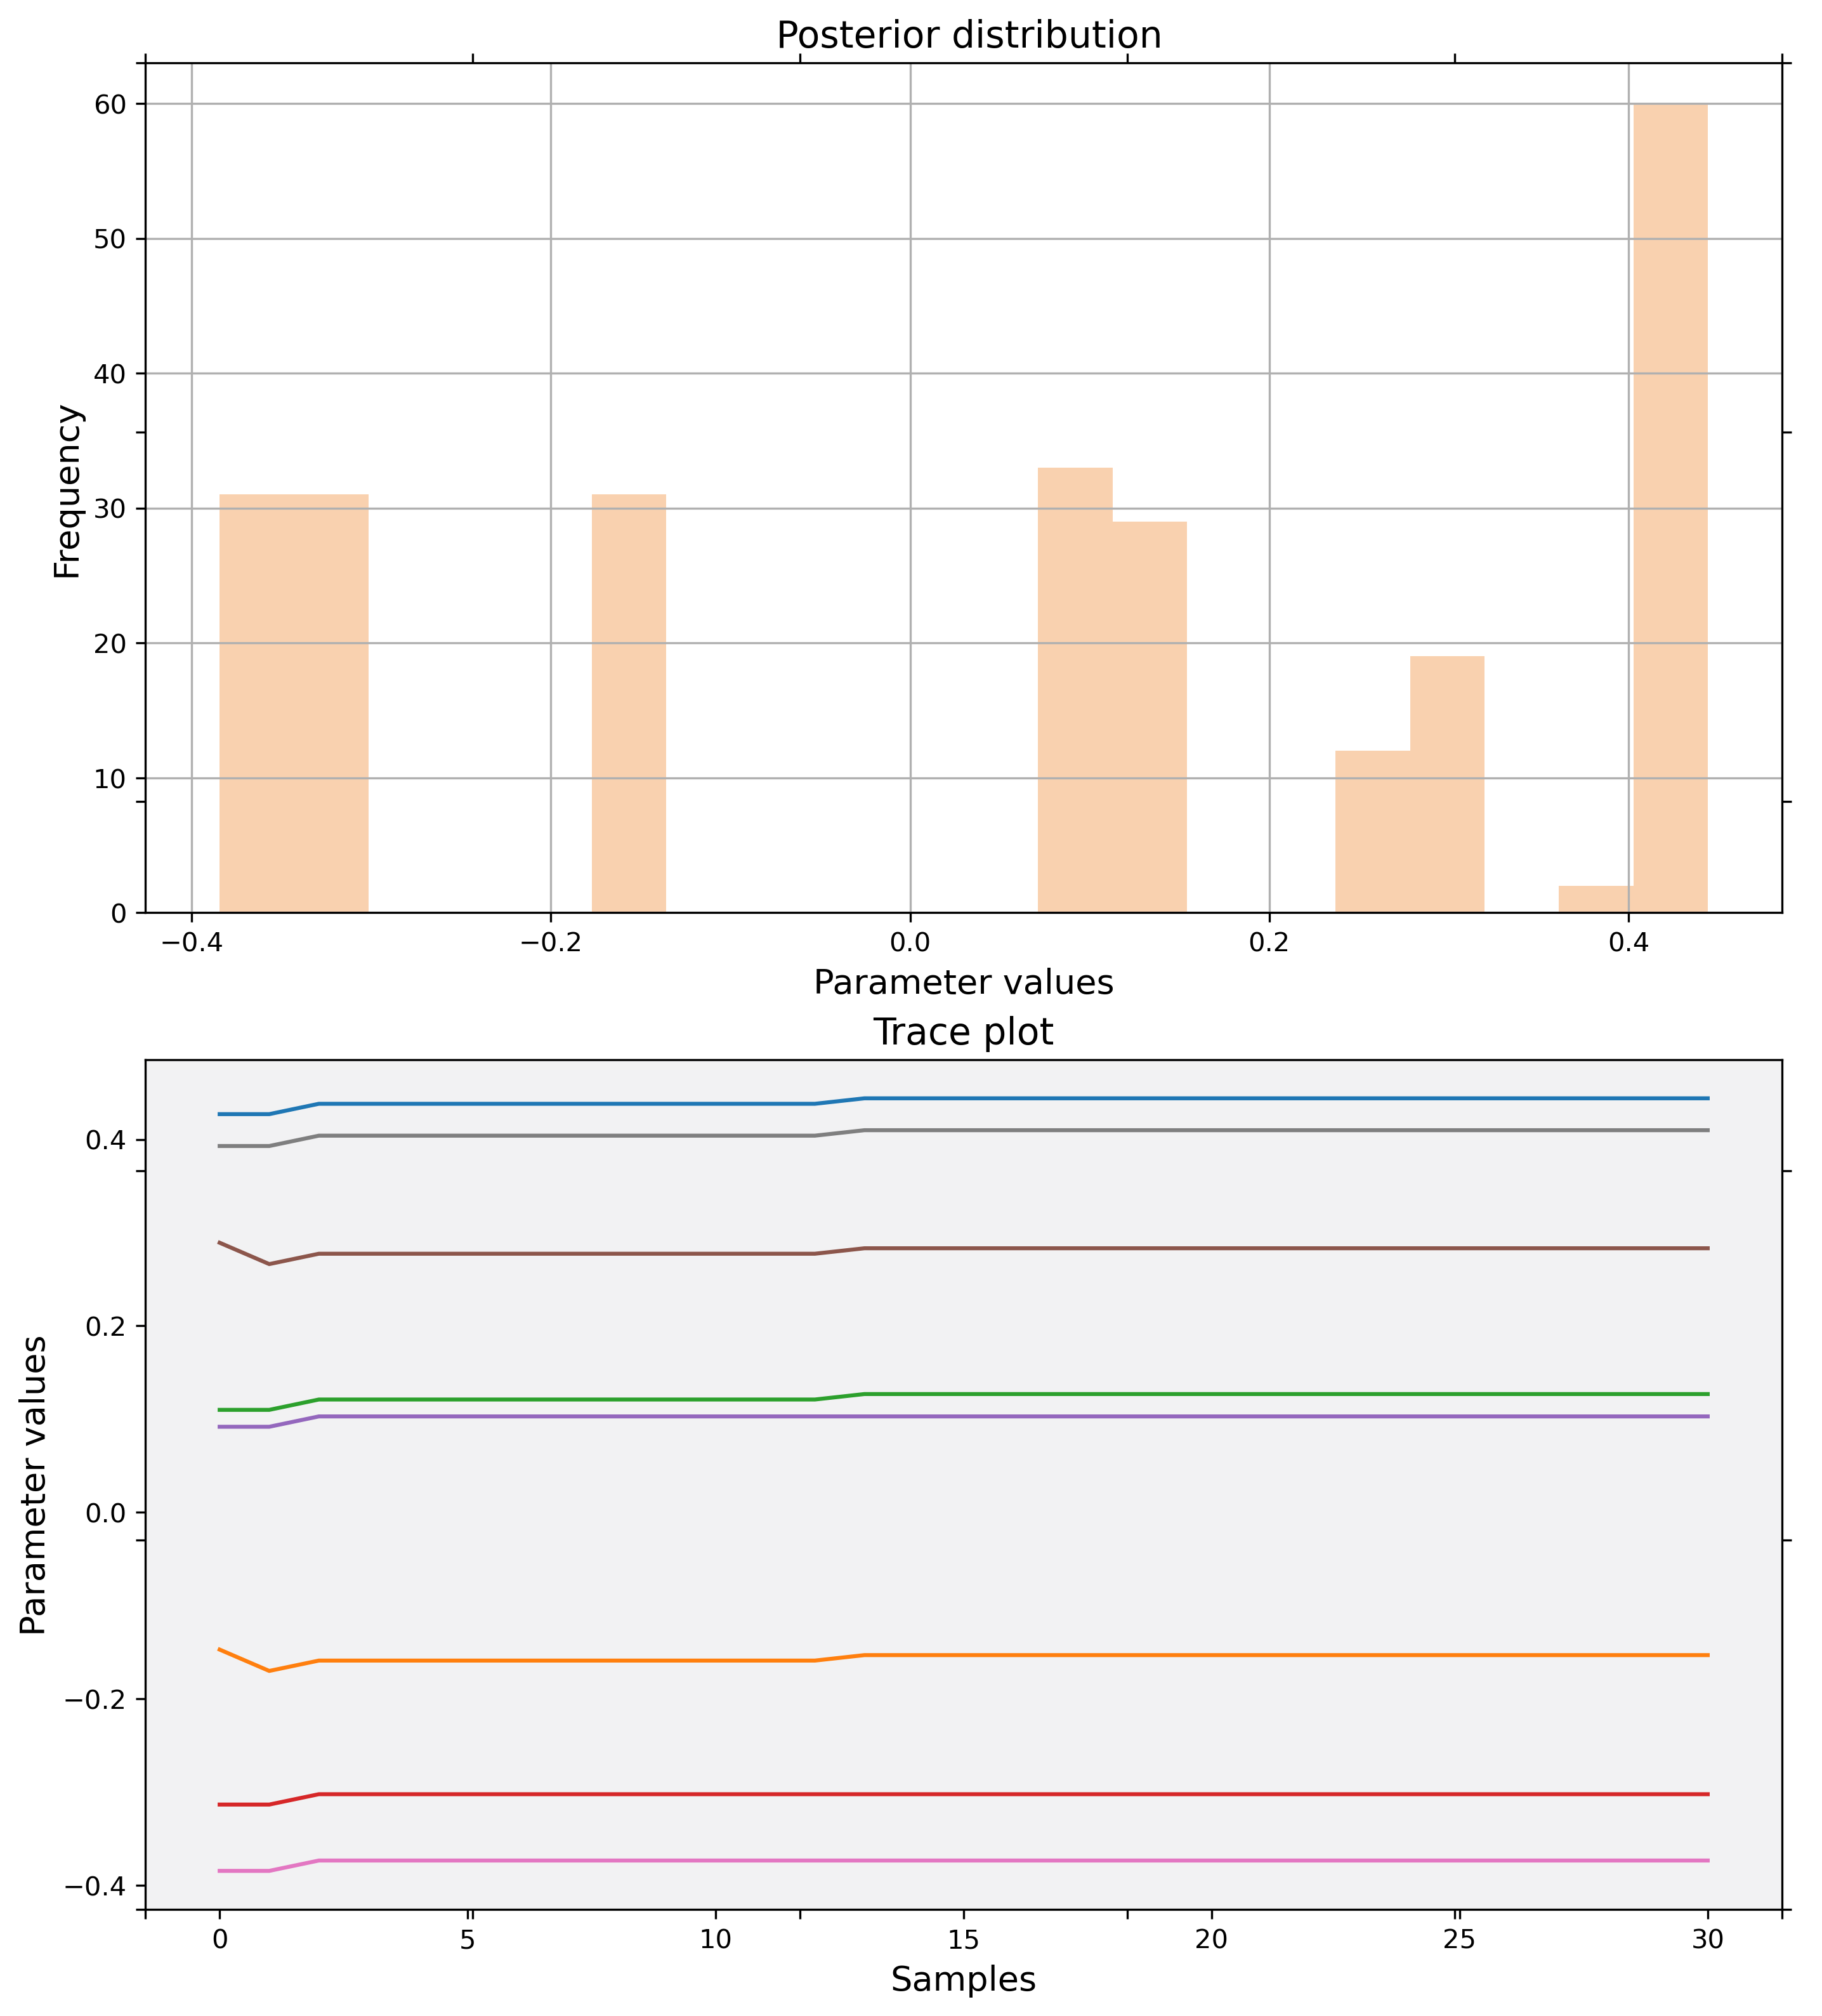 Posterior distribution
60
50
40
30
20
10
0
Frequency
−0.4 −0.2 0.0 0.2 0.4
Parameter values
Trace plot
0.4
0.2
0.0
−0.2
−0.4
Parameter values
0 5 10 15 20 25 30
Samples